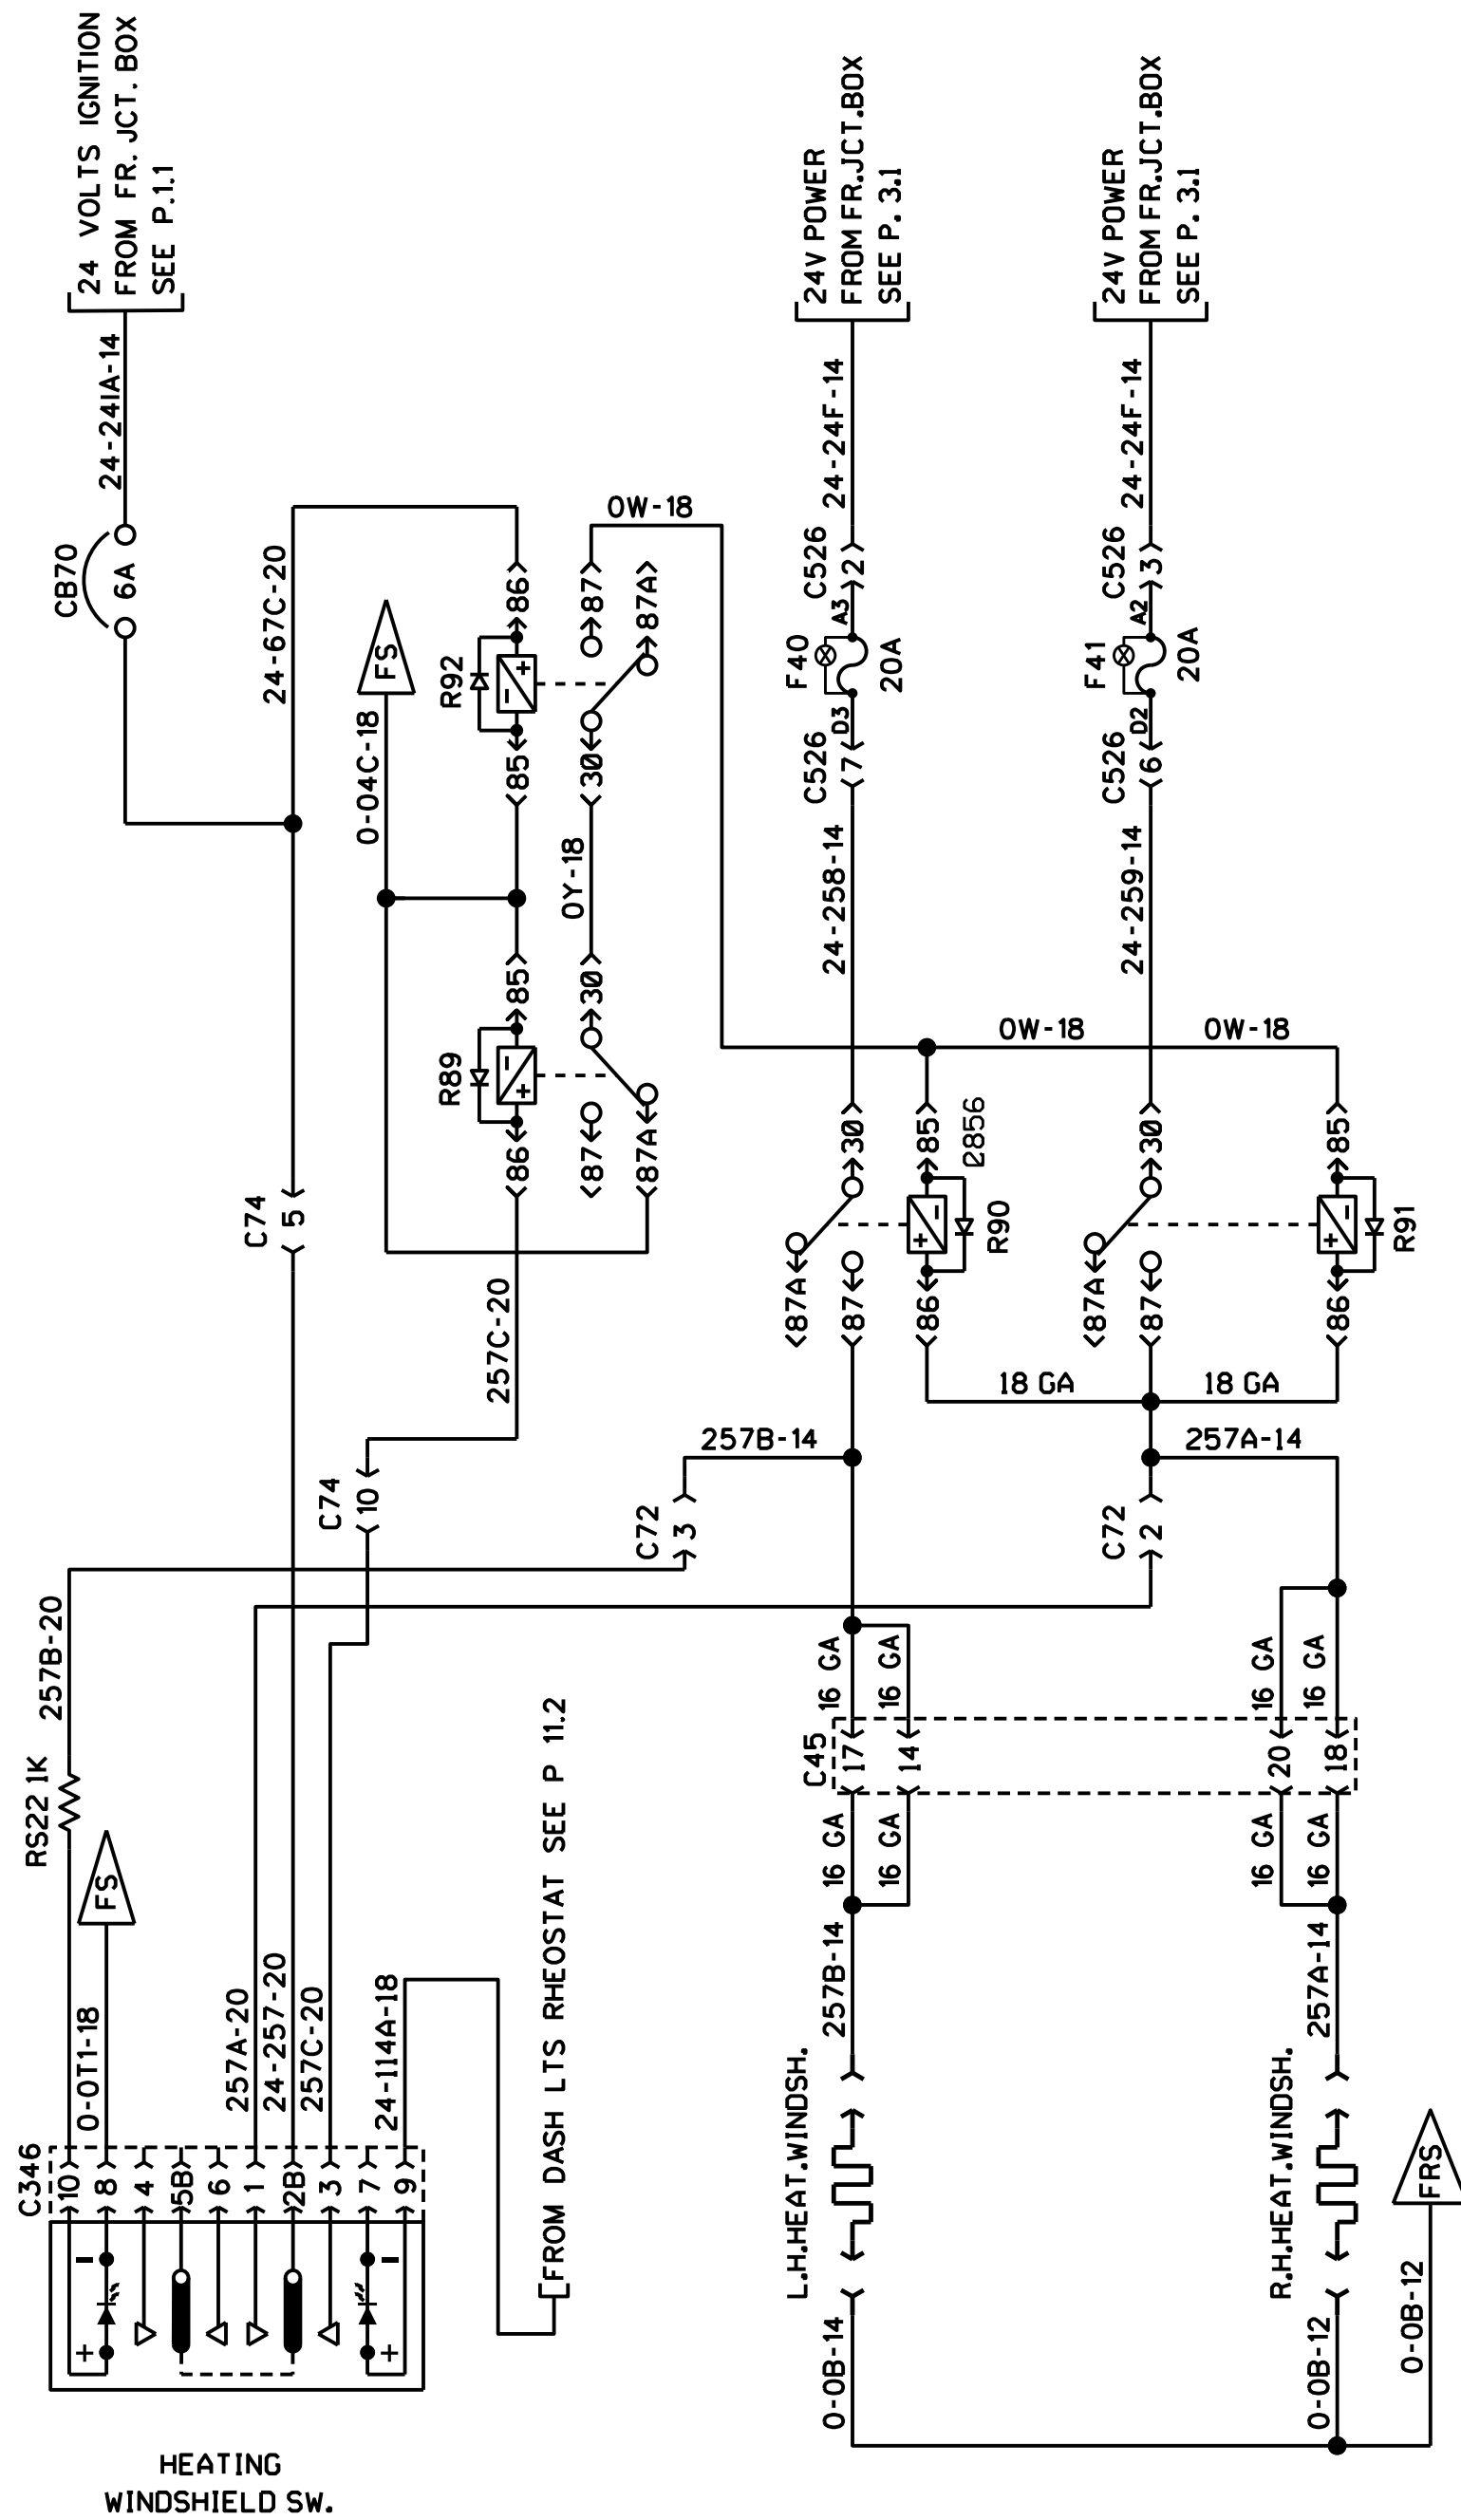 24 VOLTS IGNITION
FROM FR. JCT. BOX
SEE P.1.1
24-24IA-14
CB70
6A
24-67C-20
FS
0-04C-18
R92
86
85
87
87A
30
0W-18
0Y-18
R89
85
86
30
87
87A
C74
5
257C-20
C74
10
24V POWER
FROM FR.JCT.BOX
SEE P. 3.1
24-24F-14
C526
2
A3
F40
20A
D3
C526
7
24-258-14
24V POWER
FROM FR.JCT.BOX
SEE P. 3.1
24-24F-14
C526
3
A2
F41
20A
D2
C526
6
24-259-14
0W-18
0W-18
30
85
2856
R90
87A
87
86
30
85
R91
87A
87
86
18 GA
18 GA
257B-14
257A-14
C72
3
C72
2
257B-20
RS22 1K
FS
0-0T1-18
257A-20
24-257-20
257C-20
24-114A-18
FROM DASH LTS RHEOSTAT SEE P 11.2
16 GA
16 GA
16 GA
16 GA
C45
17
14
20
18
16 GA
16 GA
16 GA
16 GA
257B-14
257A-14
L.H.HEAT.WINDSH.
R.H.HEAT.WINDSH.
C346
10
8
4
5B
6
1
2B
3
7
9
- -
+ +
FRS
0-0B-14
0-0B-12
0-0B-12
HEATING
WINDSHIELD SW.